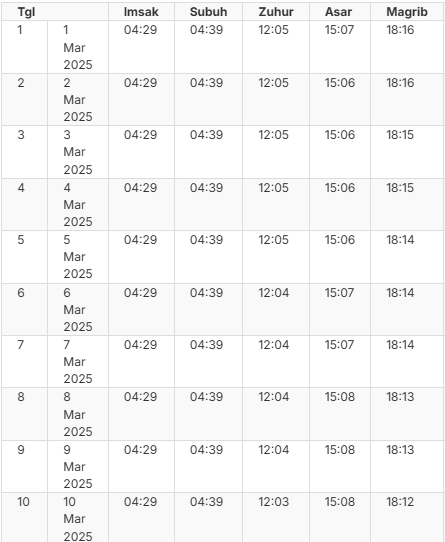 Tgl Imsak Subuh Zuhur Asar Magrib
1 1 04:29 04:39 12:05 15:07 18:16
Mar
2025
2 2 04:29 04:39 12:05 15:06 18:16
Mar
2025
3 3 04:29 04:39 12:05 15:06 18:15
Mar
2025
4 4 04:29 04:39 12:05 15:06 18:15
Mar
2025
5 5 04:29 04:39 12:05 15:06 18:14
Mar
2025
6 6 04:29 04:39 12:04 15:07 18:14
Mar
2025
7 7 04:29 04:39 12:04 15:07 18:14
Mar
2025
8 8 04:29 04:39 12:04 15:08 18:13
Mar
2025
9 9 04:29 04:39 12:04 15:08 18:13
Mar
2025
10 10 04:29 04:39 12:03 15:08 18:12
Mar
2025